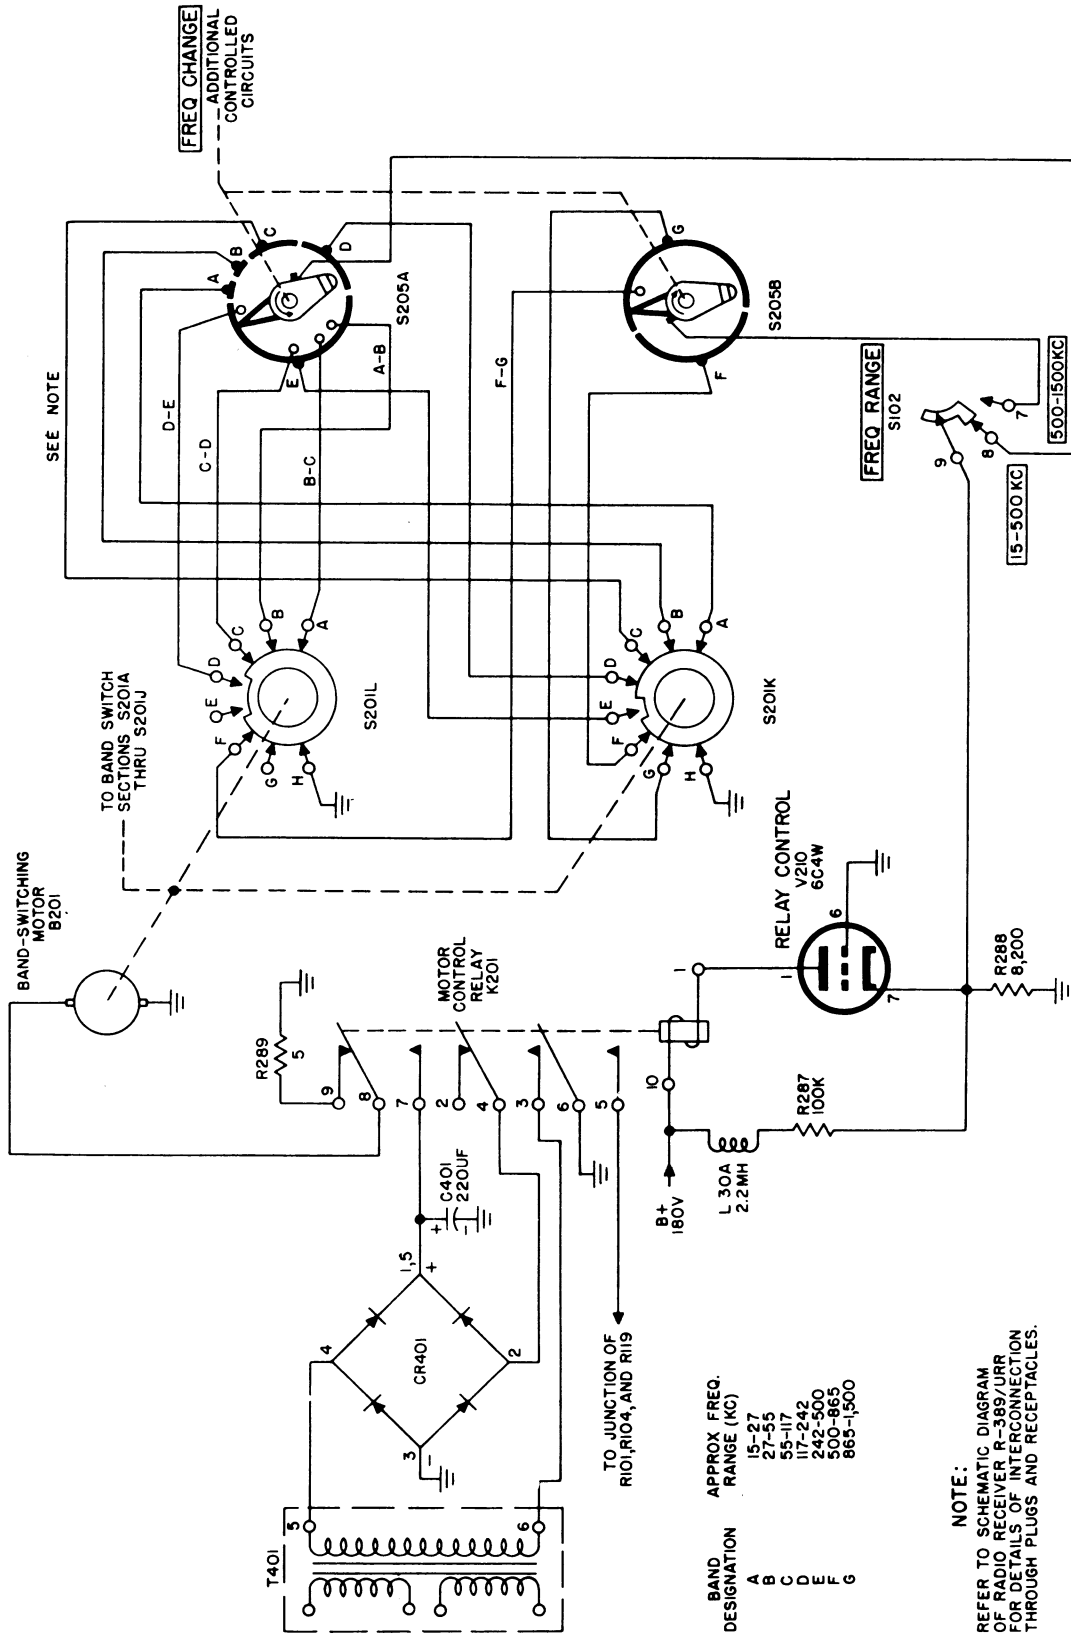 FREQ CHANGE
ADDITIONAL
CONTROLLED
CIRCUITS
SEE NOTE
A
B
C
D
E
D-E
C-D
B-C
A-B
S205A
TO BAND SWITCH
SECTIONS S201A
THRU S201J
A
B
C
D
E
F
G
H
S201L
F-G
G
F
S205B
FREQ RANGE
S102
9
8
7
15-500 KC
500-1500KC
A
B
C
D
E
F
G
H
S201K
BAND-SWITCHING
MOTOR
B201
R289
5
MOTOR
CONTROL
RELAY
K201
9
8
7
2
4
3
6
5
10
1
RELAY CONTROL
V210
6C4W
1
6
7
R288
8,200
R287
100K
L 30A
2.2MH
B+
180V
C401
220UF
+
-
1,5
+
4
CR401
2
3
-
T401
5
6
TO JUNCTION OF
R101,R104, AND R119
BAND DESIGNATION APPROX FREQ. RANGE (KC)
A 15-27
B 27-55
C 55-117
D 117-242
E 242-500
F 500-865
G 865-1,500
NOTE:
REFER TO SCHEMATIC DIAGRAM
OF RADIO RECEIVER R-389/URR
FOR DETAILS OF INTERCONNECTION
THROUGH PLUGS AND RECEPTACLES.